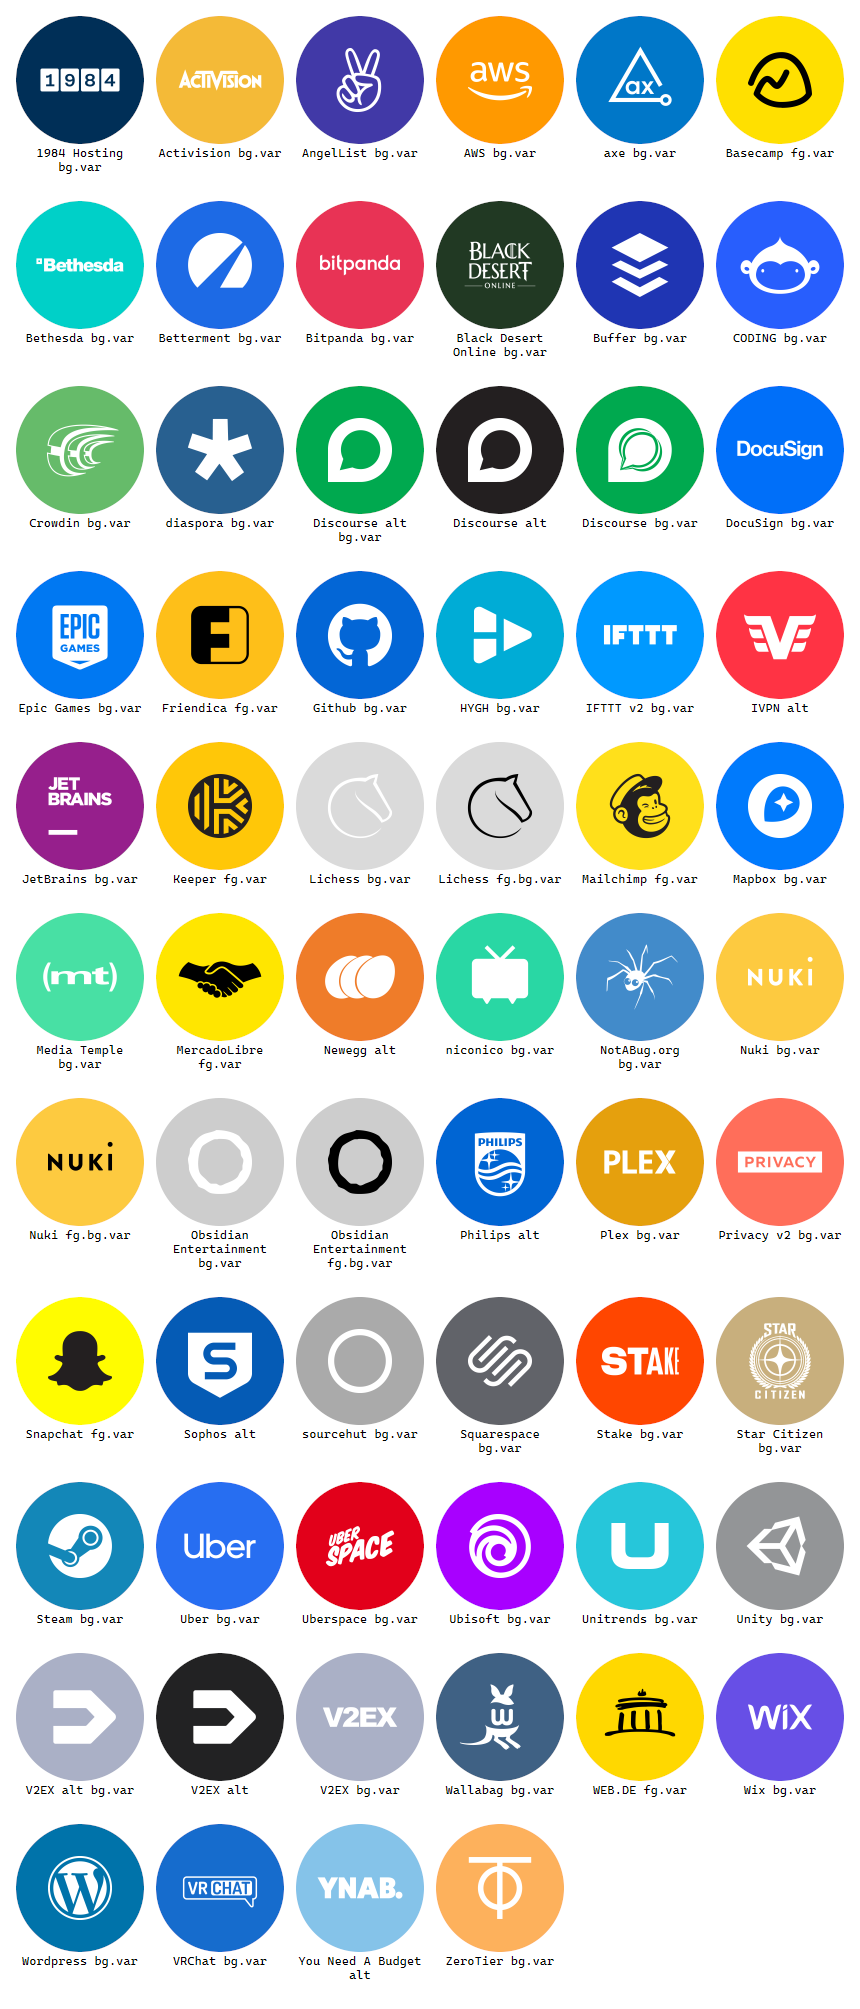 1984
ACTIVISION
aws
ax
1984 Hosting
bg.var
Activision bg.var
AngelList bg.var
AWS bg.var
axe bg.var
Basecamp fg.var
Bethesda
bitpanda
BLACK
DESERT
ONLINE
Bethesda bg.var
Betterment bg.var
Bitpanda bg.var
Black Desert
Online bg.var
Buffer bg.var
CODING bg.var
DocuSign
Crowdin bg.var
diaspora bg.var
Discourse alt
bg.var
Discourse alt
Discourse bg.var
DocuSign bg.var
EPIC
GAMES
F
IFTTT
V
Epic Games bg.var
Friendica fg.var
Github bg.var
HYGH bg.var
IFTTT v2 bg.var
IVPN alt
JET
BRAINS
JetBrains bg.var
Keeper fg.var
Lichess bg.var
Lichess fg.bg.var
Mailchimp fg.var
Mapbox bg.var
(mt)
NUKi
Media Temple
bg.var
MercadoLibre
fg.var
Newegg alt
niconico bg.var
NotABug.org
bg.var
Nuki bg.var
NUKi
PHILIPS
PLEX
PRIVACY
Nuki fg.bg.var
Obsidian
Entertainment
bg.var
Obsidian
Entertainment
fg.bg.var
Philips alt
Plex bg.var
Privacy v2 bg.var
S
STAKE
STAR
CITIZEN
Snapchat fg.var
Sophos alt
sourcehut bg.var
Squarespace
bg.var
Stake bg.var
Star Citizen
bg.var
Uber
UBER
SPACE
U
Steam bg.var
Uber bg.var
Uberspace bg.var
Ubisoft bg.var
Unitrends bg.var
Unity bg.var
V2EX
W
WiX
V2EX alt bg.var
V2EX alt
V2EX bg.var
Wallabag bg.var
WEB.DE fg.var
Wix bg.var
W
VRCHAT
YNAB.
Wordpress bg.var
VRChat bg.var
You Need A Budget
alt
ZeroTier bg.var